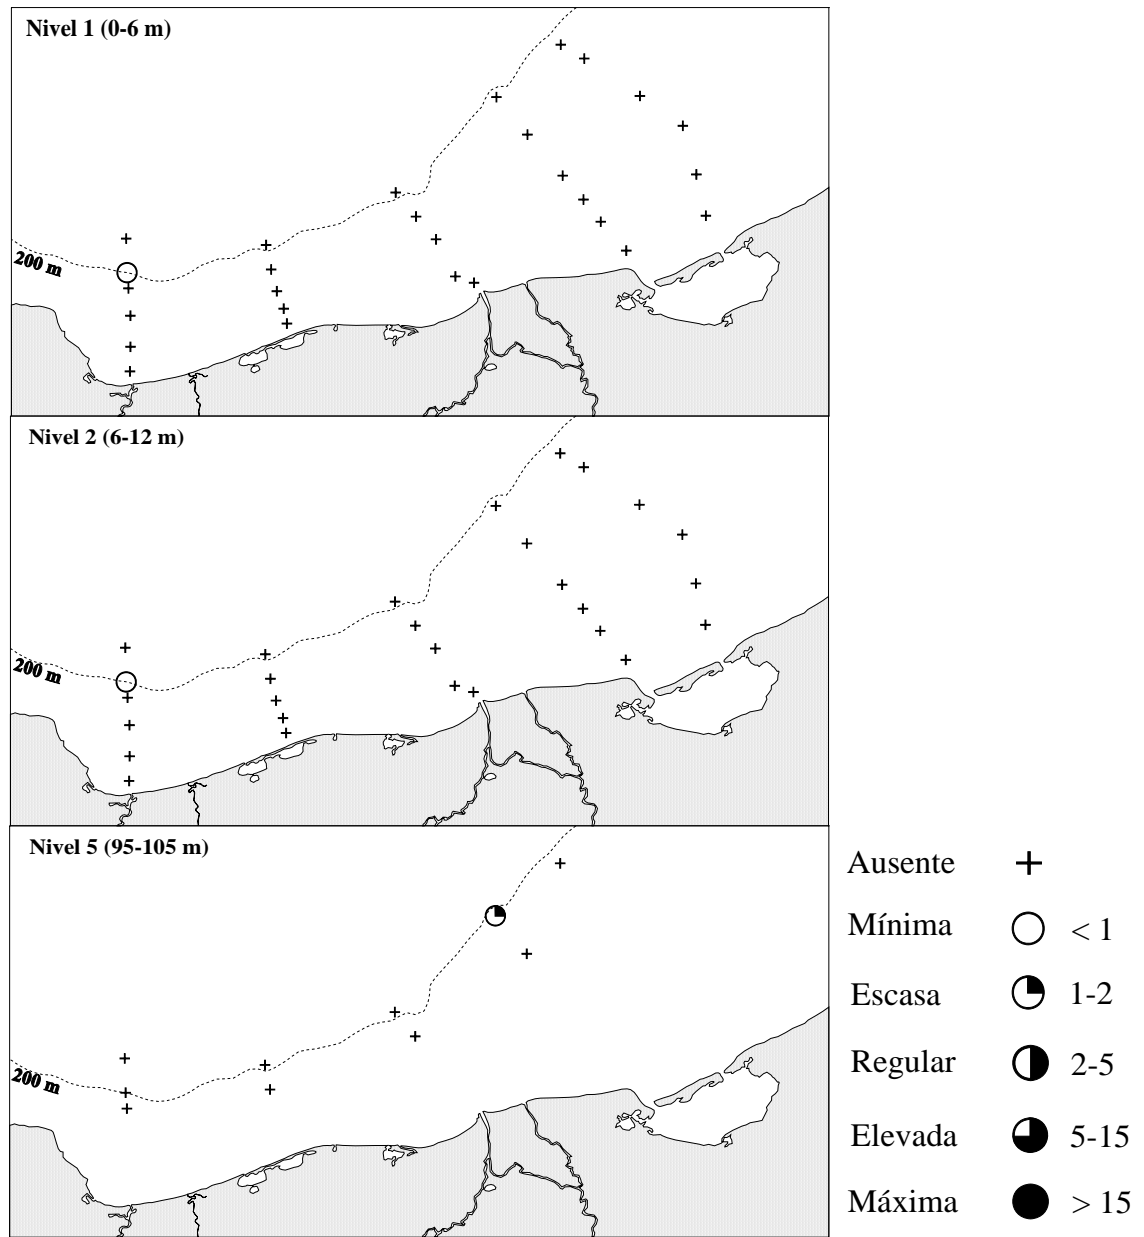 Nivel 1 (0-6 m)
200 m
Nivel 2 (6-12 m)
200 m
Nivel 5 (95-105 m)
200 m
Ausente
Mínima < 1
Escasa 1-2
Regular 2-5
Elevada 5-15
Máxima > 15